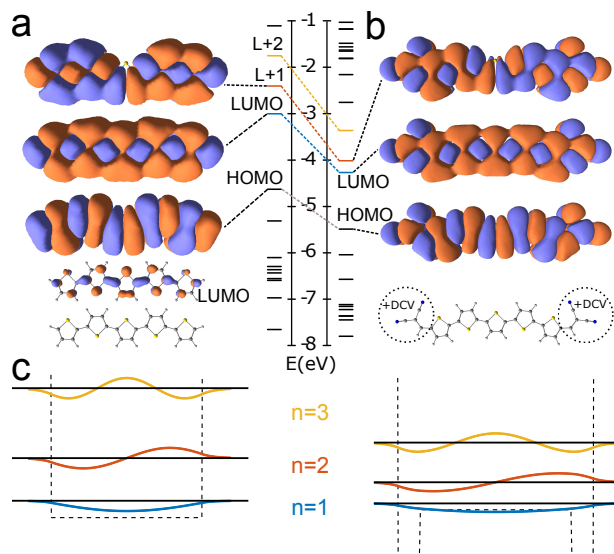 a
b
-1
L+2
-2
L+1
LUMO
-3
-4
LUMO
HOMO
HOMO
-5
-6
LUMO
-7
+DCV
+DCV
-8
E(eV)
c
n=3
n=2
n=1